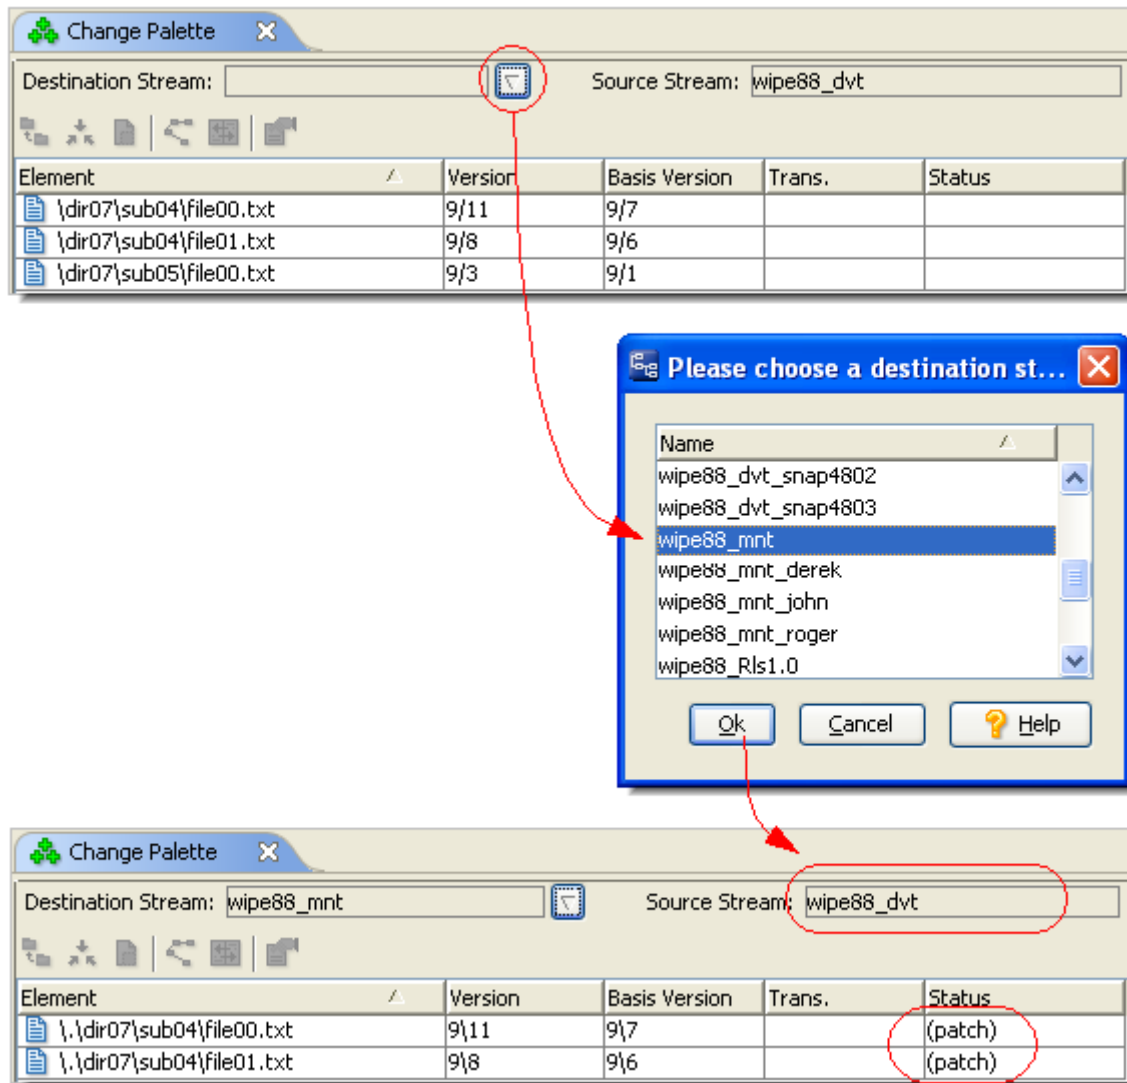 Change Palette
Destination Stream: Source Stream: wipe88_dvt
Element Version Basis Version Trans. Status
\dir07\sub04\file00.txt 9/11 9/7
\dir07\sub04\file01.txt 9/8 9/6
\dir07\sub05\file00.txt 9/3 9/1
Please choose a destination st...
Name
wipe88_dvt_snap4802
wipe88_dvt_snap4803
wipe88_mnt
wipe88_mnt_derek
wipe88_mnt_john
wipe88_mnt_roger
wipe88_Rls1.0
Ok Cancel ? Help
Change Palette
Destination Stream: wipe88_mnt Source Stream: wipe88_dvt
Element Version Basis Version Trans. Status
\.\dir07\sub04\file00.txt 9\11 9\7 (patch)
\.\dir07\sub04\file01.txt 9\8 9\6 (patch)